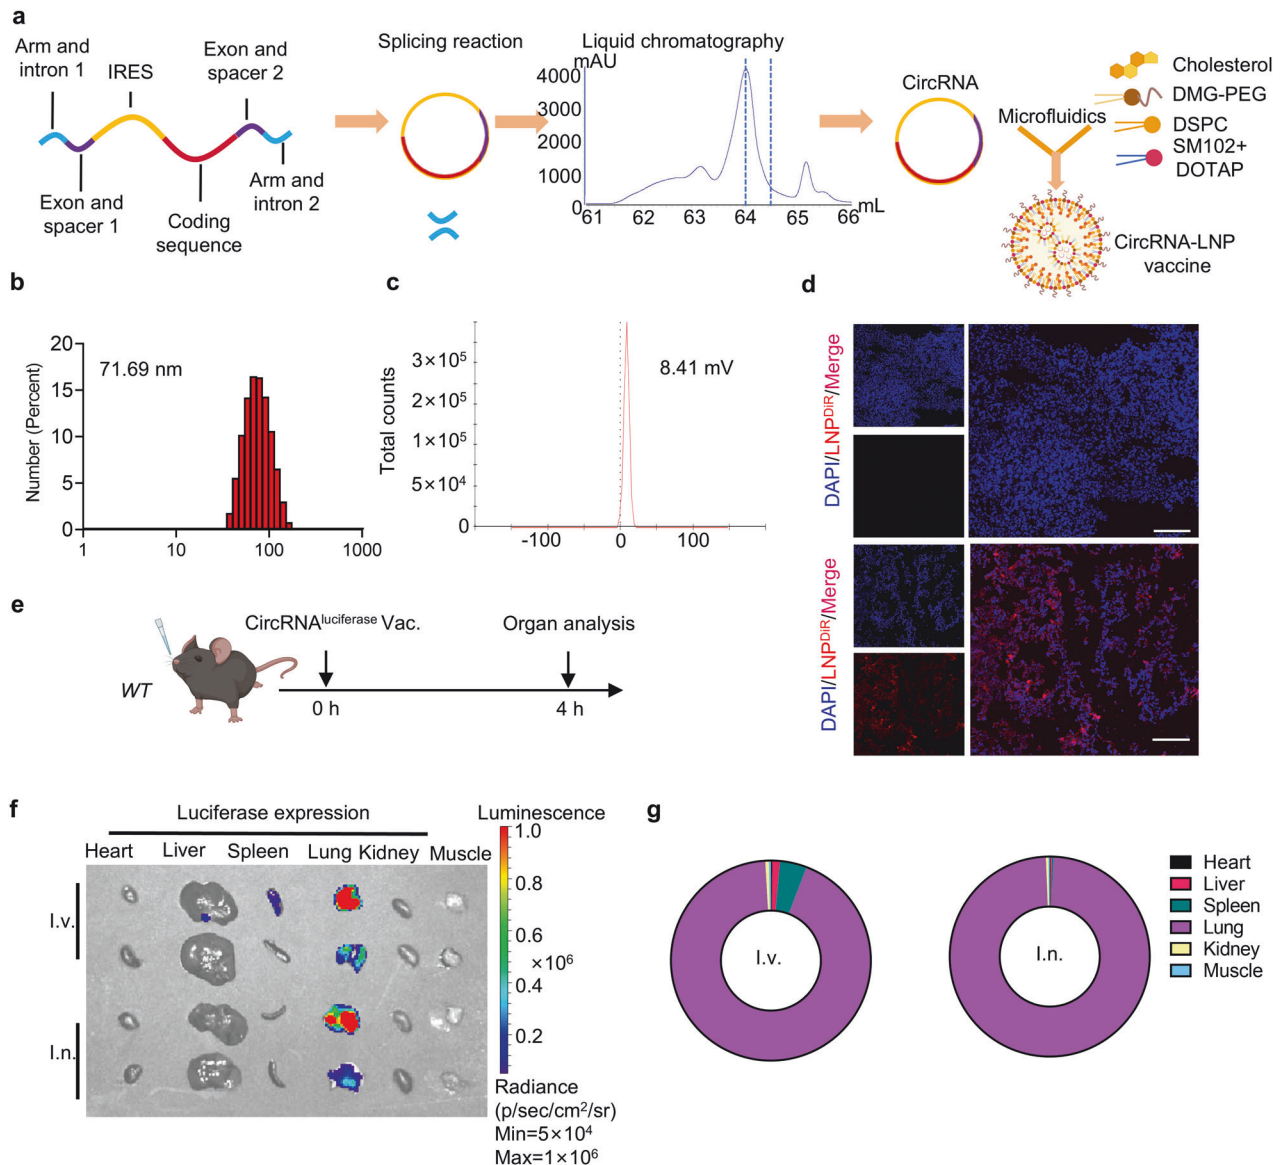 a
Arm and
intron 1
IRES
Exon and
spacer 2
Exon and
spacer 1
Coding
sequence
Arm and
intron 2
Splicing reaction
Liquid chromatography
mAU
4000
3000
2000
1000
0
61 62 63 64 65 66 mL
CircRNA
Microfluidics
Cholesterol
DMG-PEG
DSPC
SM102+
DOTAP
CircRNA-LNP
vaccine
b
Number (Percent)
20
15
10
5
0
71.69 nm
1 10 100 1000
c
Total counts
3×10⁵
2×10⁵
1×10⁵
5×10⁴
0
8.41 mV
-100 0 100
d
DAPI/LNPᴰⁱᴿ/Merge
DAPI/LNPᴰⁱᴿ/Merge
e
WT
CircRNAˡᵘᶜⁱᶠᵉʳᵃˢᵉ Vac.
Organ analysis
0 h
4 h
f
Luciferase expression
Heart Liver Spleen Lung Kidney Muscle
I.v.
I.n.
Luminescence
1.0
0.8
0.6
×10⁶
0.4
0.2
Radiance
(p/sec/cm²/sr)
Min=5×10⁴
Max=1×10⁶
g
I.v.
I.n.
Heart
Liver
Spleen
Lung
Kidney
Muscle